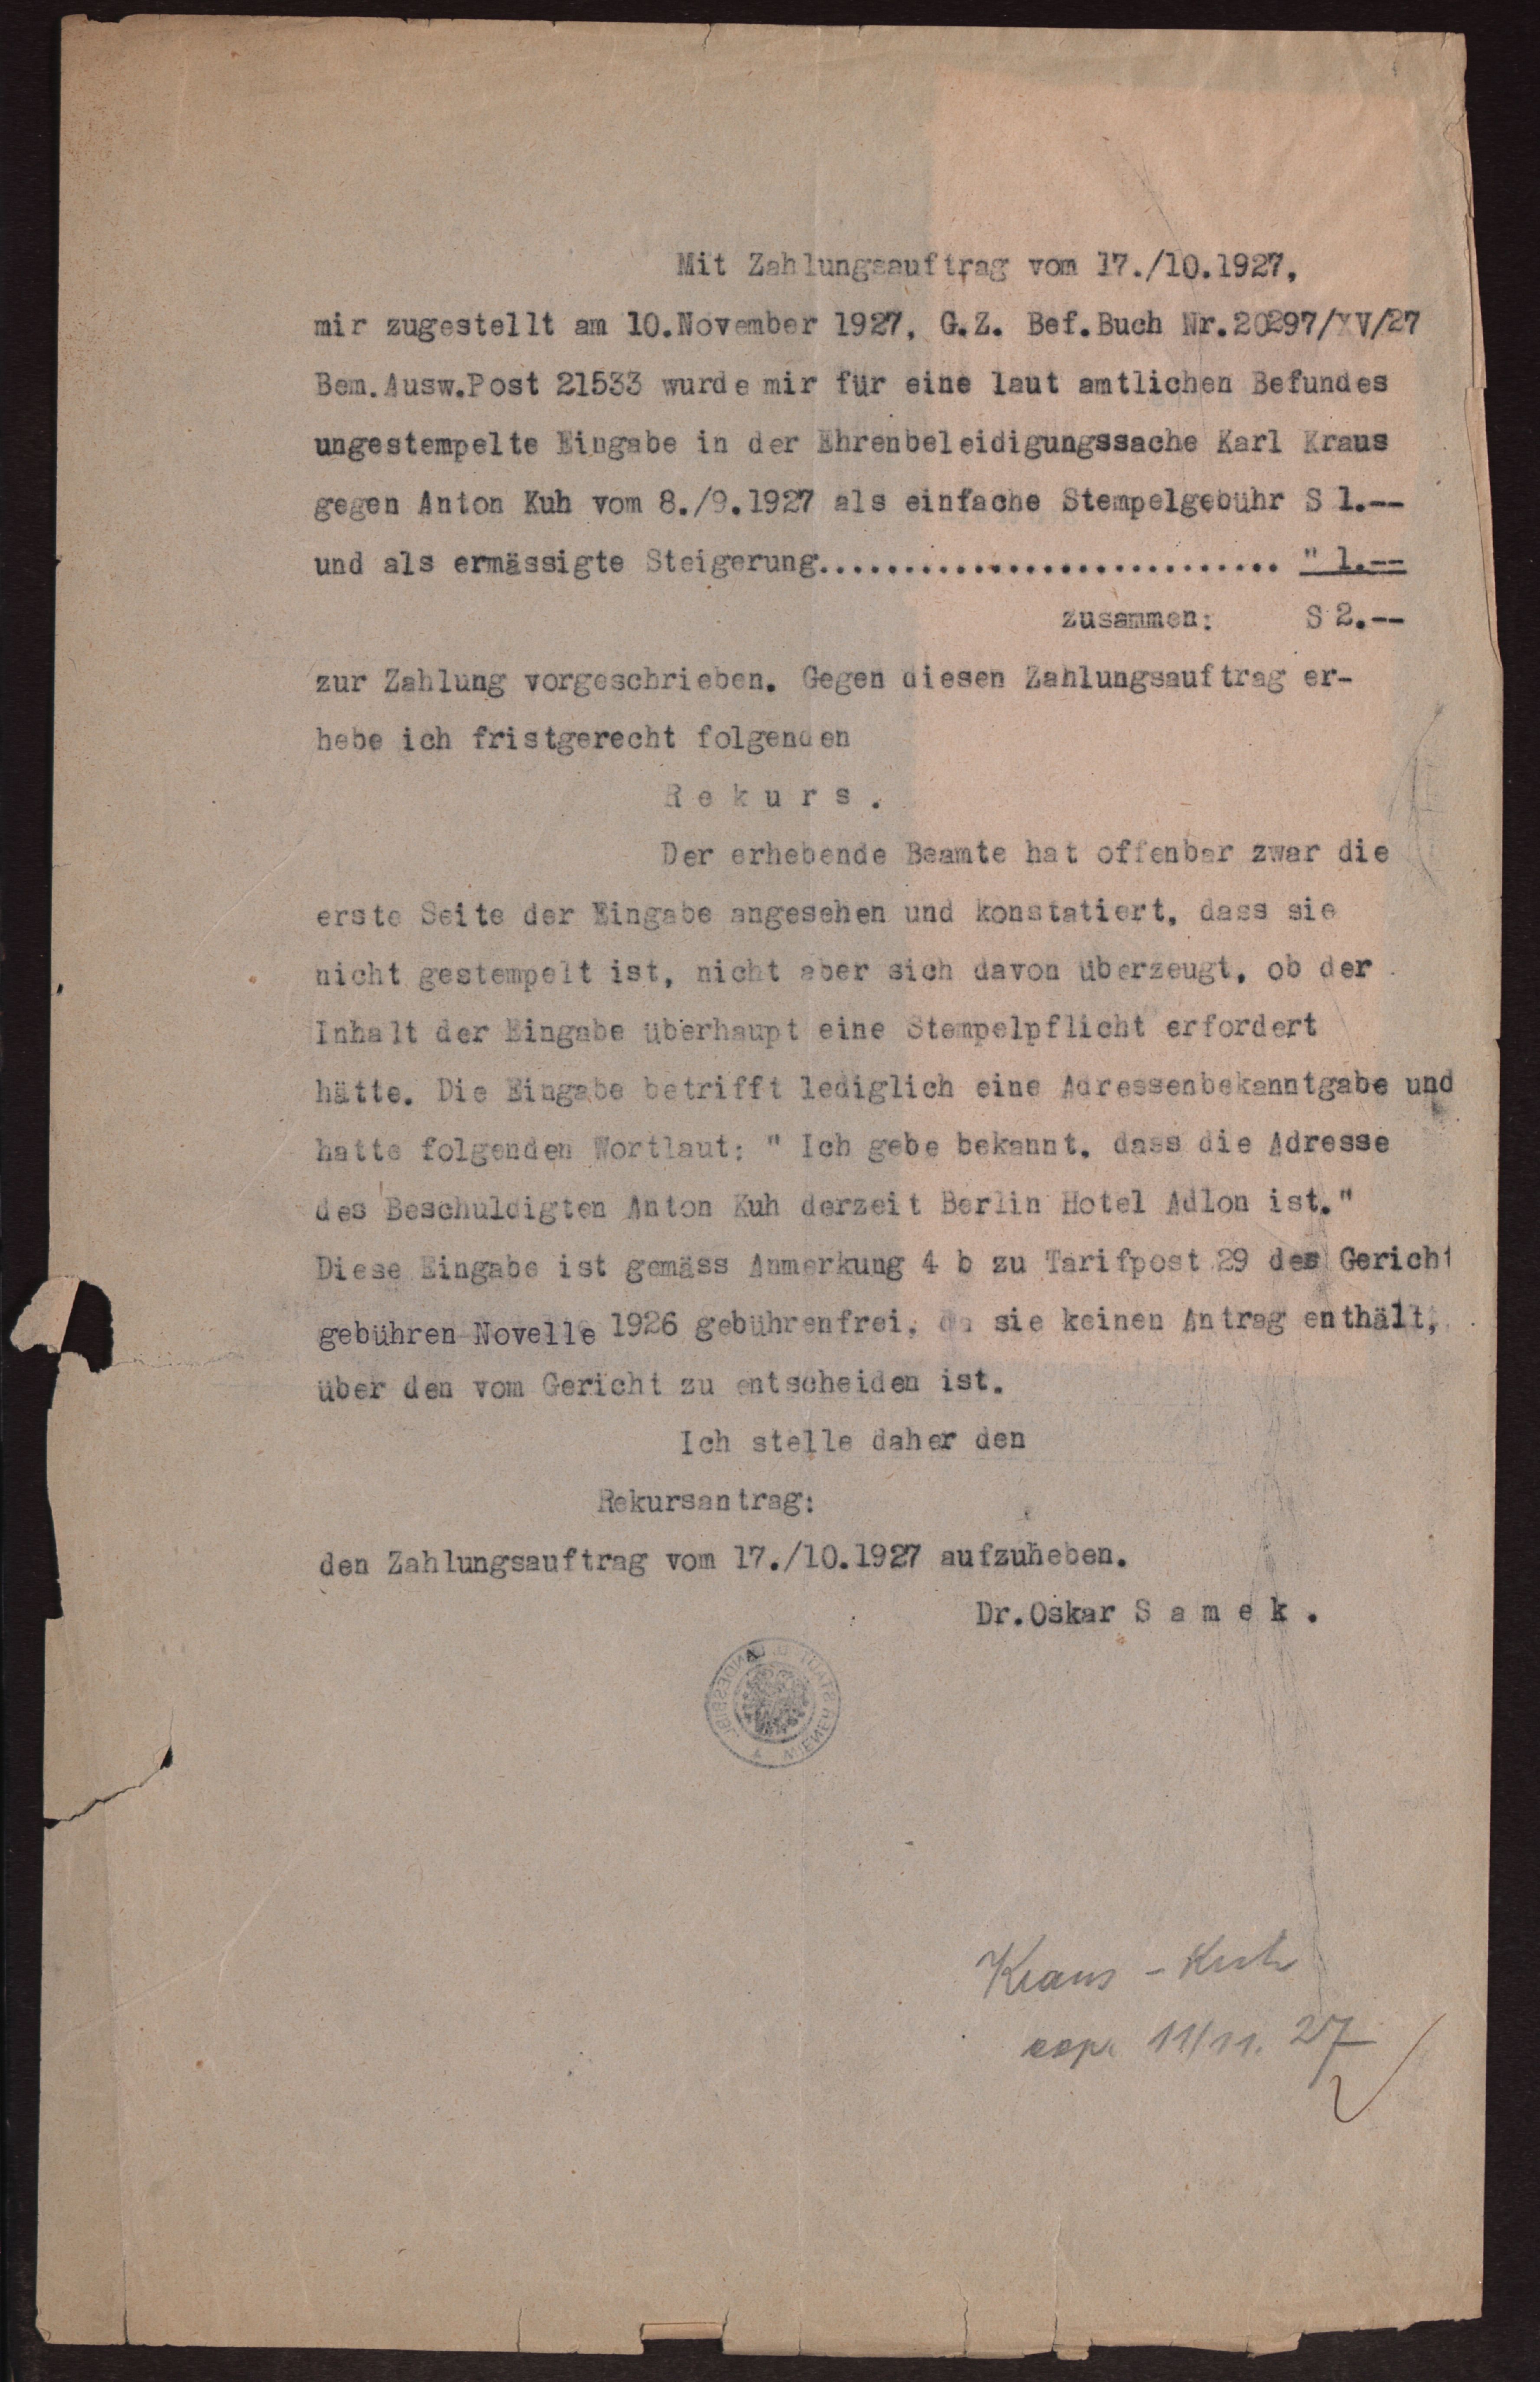 Mit Zahlungsauftrag vom 17./10.1927,
mir zugestellt am 10.November 1927, G.Z. Bef.Buch Nr.20297/XV/27
Bem.Ausw.Post 21533 wurde mir für eine laut amtlichen Befundes
ungestempelte Eingabe in der Ehrenbeleidigungssache Karl Kraus
gegen Anton Kuh vom 8./9.1927 als einfache Stempelgebühr S 1.--
und als ermässigte Steigerung........................... " 1.--
zusammen: S 2.--
zur Zahlung vorgeschrieben. Gegen diesen Zahlungsauftrag er-
hebe ich fristgerecht folgenden
R e k u r s .
Der erhebende Beamte hat offenbar zwar die
erste Seite der Eingabe angesehen und konstatiert, dass sie
nicht gestempelt ist, nicht aber sich davon überzeugt, ob der
Inhalt der Eingabe überhaupt eine Stempelpflicht erfordert
hätte. Die Eingabe betrifft lediglich eine Adressenbekanntgabe und
hatte folgenden Wortlaut: " Ich gebe bekannt, dass die Adresse
des Beschuldigten Anton Kuh derzeit Berlin Hotel Adlon ist."
Diese Eingabe ist gemäss Anmerkung 4 b zu Tarifpost 29 der Gericht
gebühren Novelle 1926 gebührenfrei, da sie keinen Antrag enthält,
über den vom Gericht zu entscheiden ist.
Ich stelle daher den
Rekursantrag:
den Zahlungsauftrag vom 17./10.1927 aufzuheben.
Dr.Oskar S a m e k .
Kraus - Kuh
expr 11/11. 27